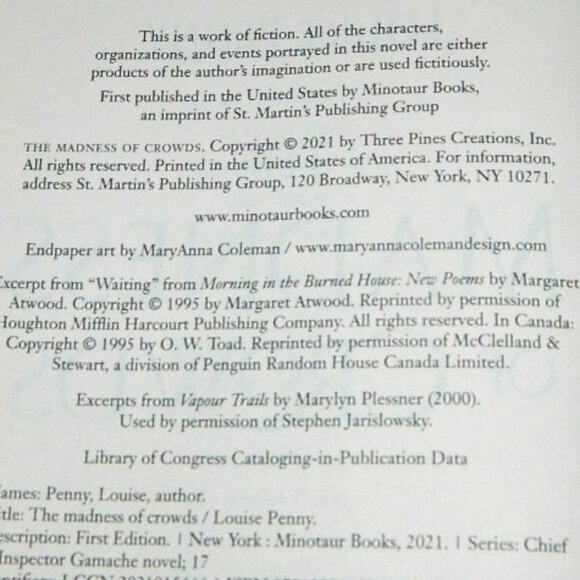 This is a work of fiction. All of the characters,
organizations, and events portrayed in this novel are either
products of the author's imagination or are used fictitiously.
First published in the United States by Minotaur Books,
an imprint of St. Martin's Publishing Group
THE MADNESS OF CROWDS. Copyright © 2021 by Three Pines Creations, Inc.
All rights reserved. Printed in the United States of America. For information,
address St. Martin's Publishing Group, 120 Broadway, New York, NY 10271.
www.minotaurbooks.com
Endpaper art by MaryAnna Coleman / www.maryannacolemandesign.com
Excerpt from “Waiting” from Morning in the Burned House: New Poems by Margaret
Atwood. Copyright © 1995 by Margaret Atwood. Reprinted by permission of
Houghton Mifflin Harcourt Publishing Company. All rights reserved. In Canada:
Copyright © 1995 by O. W. Toad. Reprinted by permission of McClelland &
Stewart, a division of Penguin Random House Canada Limited.
Excerpts from Vapour Trails by Marylyn Plessner (2000).
Used by permission of Stephen Jarislowsky.
Library of Congress Cataloging-in-Publication Data
ames: Penny, Louise, author.
itle: The madness of crowds / Louise Penny.
escription: First Edition. | New York : Minotaur Books, 2021. | Series: Chief
Inspector Gamache novel; 17